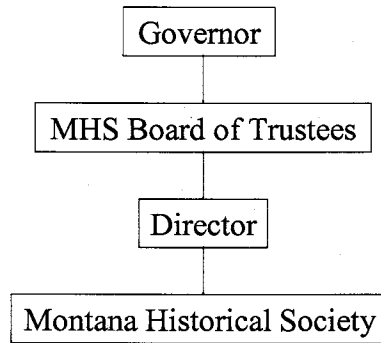 Governor
MHS Board of Trustees
Director
Montana Historical Society